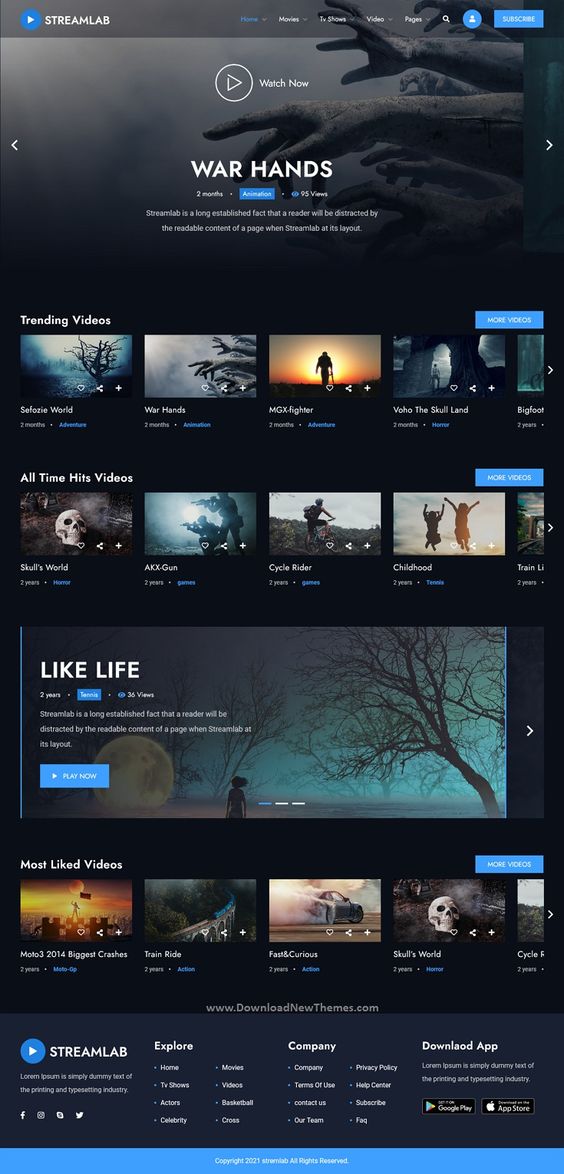 STREAMLAB
Home Movies Tv Shows Video Pages SUBSCRIBE
Watch Now
WAR HANDS
2 months • Animation • 95 Views
Streamlab is a long established fact that a reader will be distracted by
the readable content of a page when Streamlab at its layout.
Trending Videos MORE VIDEOS
Sefozie World War Hands MGX-fighter Voho The Skull Land Bigfoot
2 months • Adventure 2 months • Animation 2 months • Adventure 2 months • Horror 2 years •
All Time Hits Videos MORE VIDEOS
Skull's World AKX-Gun Cycle Rider Childhood Train Li
2 years • Horror 2 years • games 2 years • games 2 years • Tennis 2 years •
LIKE LIFE
2 years • Tennis • 36 Views
Streamlab is a long established fact that a reader will be
distracted by the readable content of a page when Streamlab at
its layout.
PLAY NOW
Most Liked Videos MORE VIDEOS
Moto3 2014 Biggest Crashes Train Ride Fast&Curious Skull's World Cycle R
2 years • Moto-Gp 2 years • Action 2 years • Action 2 years • Horror 2 years •
www.DownloadNewThemes.com
STREAMLAB
Lorem Ipsum is simply dummy text of
the printing and typesetting industry.
Explore
• Home • Movies
• Tv Shows • Videos
• Actors • Basketball
• Celebrity • Cross
Company
• Company • Privacy Policy
• Terms Of Use • Help Center
• contact us • Subscribe
• Our Team • Faq
Downlaod App
Lorem Ipsum is simply dummy text of the printing
and typesetting industry.
GET IT ON Google Play Download on the App Store
Copyright 2021 stremlab All Rights Reserved.